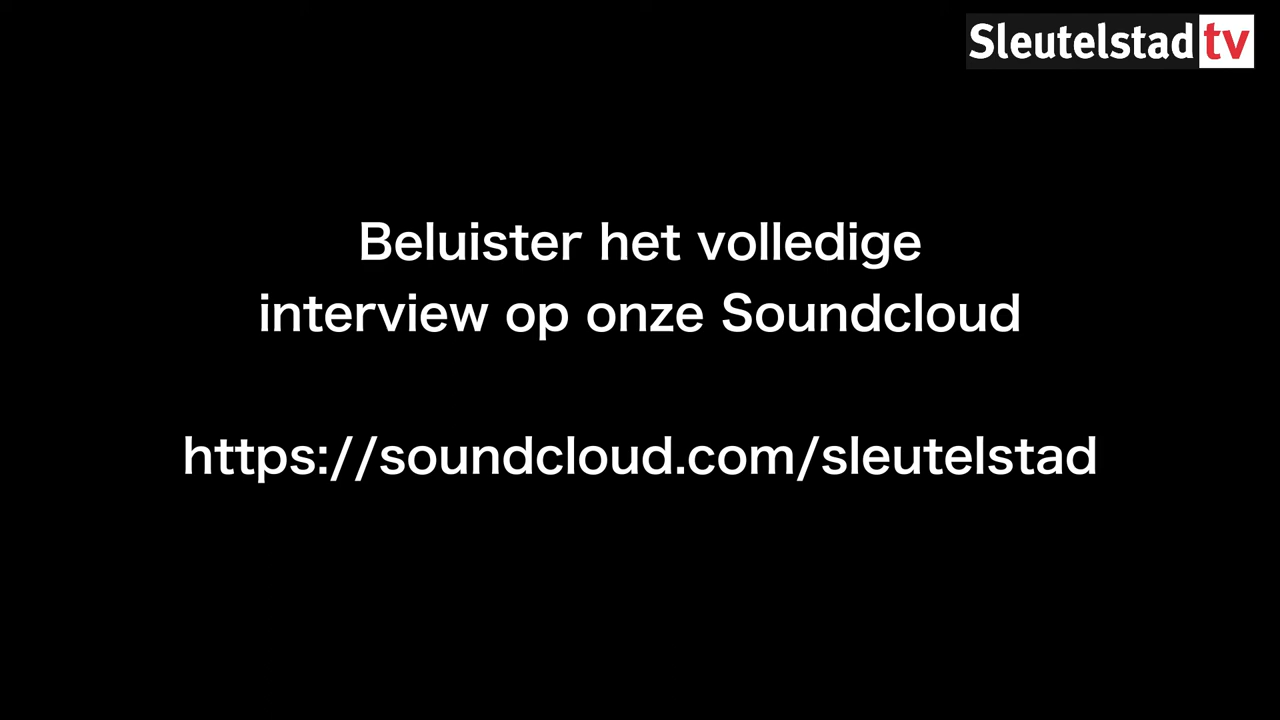 Sleutelstad tv
Beluister het volledige
interview op onze Soundcloud
https://soundcloud.com/sleutelstad